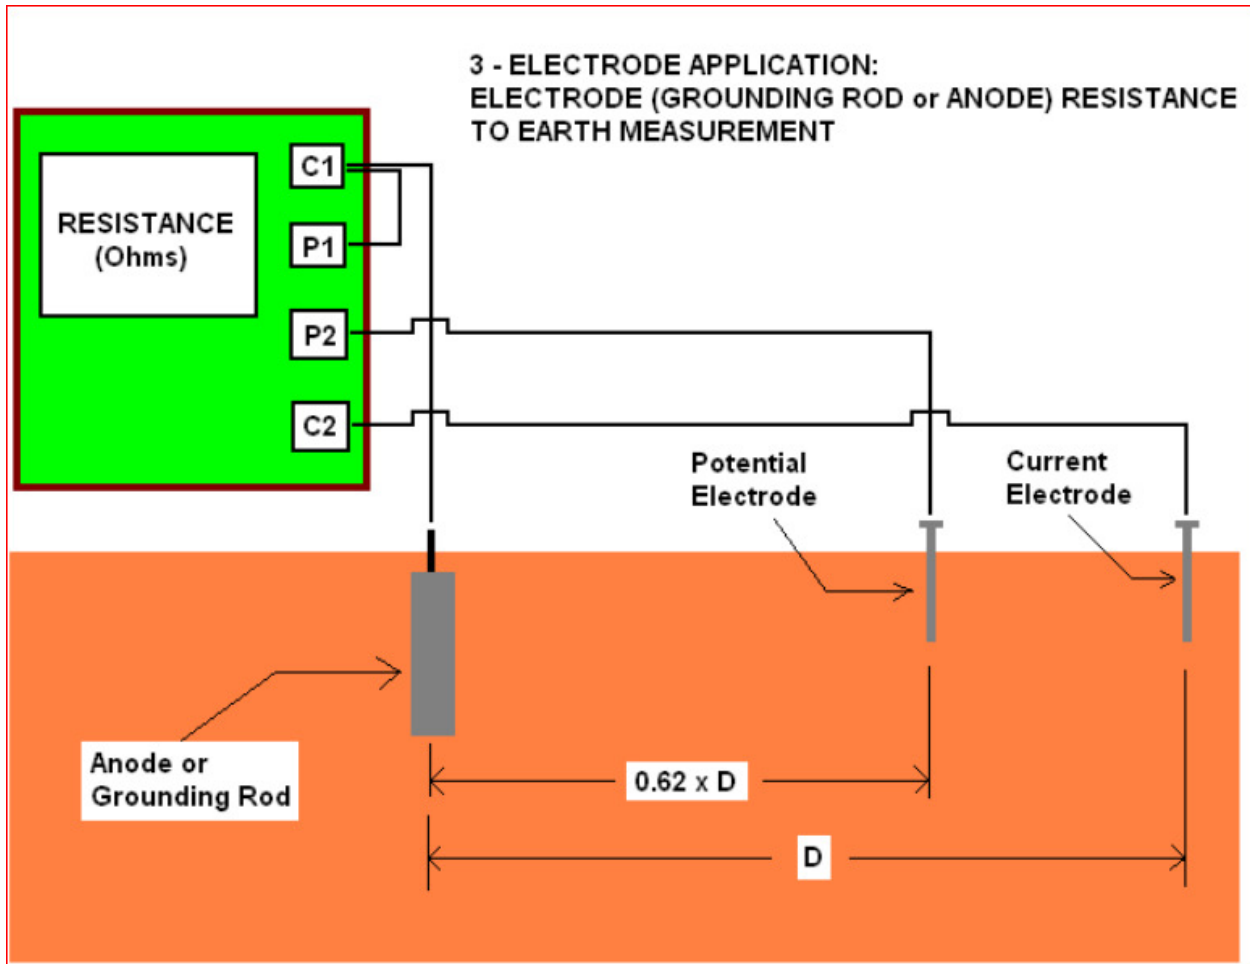 3 - ELECTRODE APPLICATION:
ELECTRODE (GROUNDING ROD or ANODE) RESISTANCE
TO EARTH MEASUREMENT
RESISTANCE
(Ohms)
C1
P1
P2
C2
Potential
Electrode
Current
Electrode
Anode or
Grounding Rod
0.62 x D
D